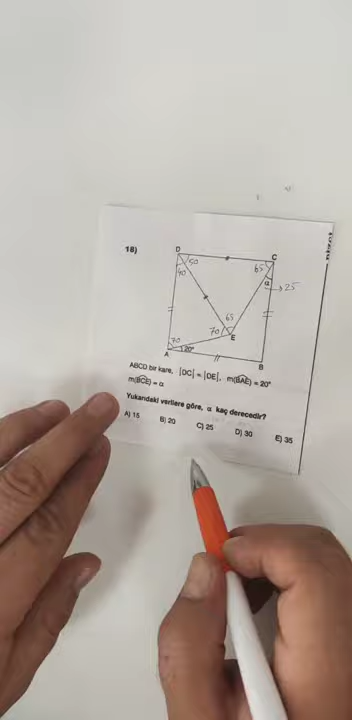 18)
D
50
40
C
65
α
→ 25
65
70
E
70
20°
A
B
ABCD bir kare, |DC| = |DE|, m(BAE) = 20°
m(BCE) = α
Yukarıdaki verilere göre, α kaç derecedir?
A) 15 B) 20 C) 25 D) 30 E) 35